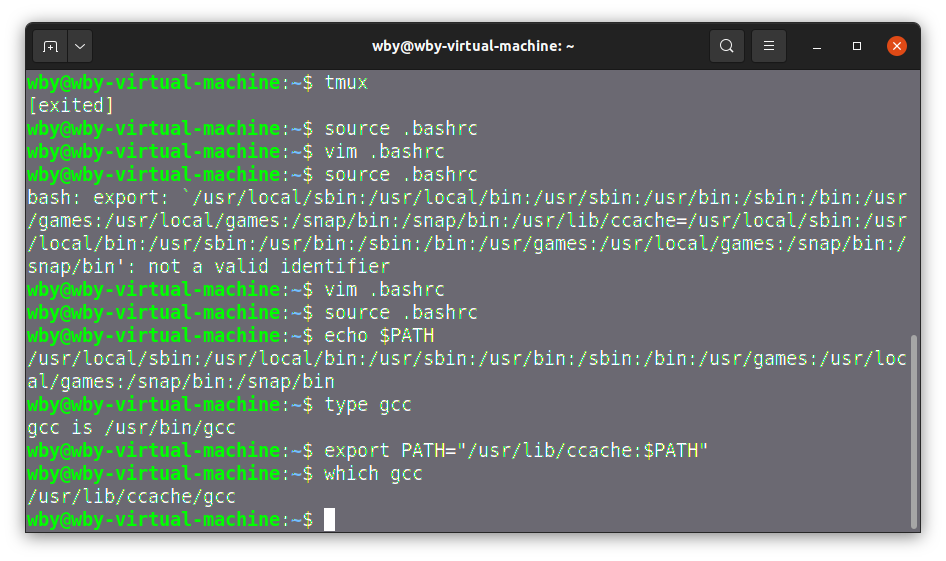 wby@wby-virtual-machine: ~
wby@wby-virtual-machine:~$ tmux
[exited]
wby@wby-virtual-machine:~$ source .bashrc
wby@wby-virtual-machine:~$ vim .bashrc
wby@wby-virtual-machine:~$ source .bashrc
bash: export: `/usr/local/sbin:/usr/local/bin:/usr/sbin:/usr/bin:/sbin:/bin:/usr
/games:/usr/local/games:/snap/bin:/snap/bin:/usr/lib/ccache=/usr/local/sbin:/usr
/local/bin:/usr/sbin:/usr/bin:/sbin:/bin:/usr/games:/usr/local/games:/snap/bin:/
snap/bin': not a valid identifier
wby@wby-virtual-machine:~$ vim .bashrc
wby@wby-virtual-machine:~$ source .bashrc
wby@wby-virtual-machine:~$ echo $PATH
/usr/local/sbin:/usr/local/bin:/usr/sbin:/usr/bin:/sbin:/bin:/usr/games:/usr/loc
al/games:/snap/bin:/snap/bin
wby@wby-virtual-machine:~$ type gcc
gcc is /usr/bin/gcc
wby@wby-virtual-machine:~$ export PATH="/usr/lib/ccache:$PATH"
wby@wby-virtual-machine:~$ which gcc
/usr/lib/ccache/gcc
wby@wby-virtual-machine:~$